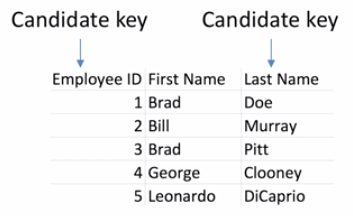 Candidate key Candidate key
Employee ID First Name Last Name
1 Brad Doe
2 Bill Murray
3 Brad Pitt
4 George Clooney
5 Leonardo DiCaprio